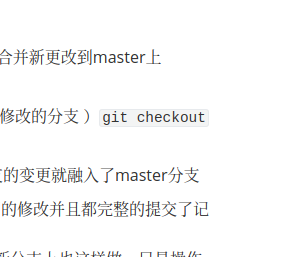 合并新更改到master上
修改的分支 ）git checkout
的变更就融入了master分支
的修改并且都完整的提交了记